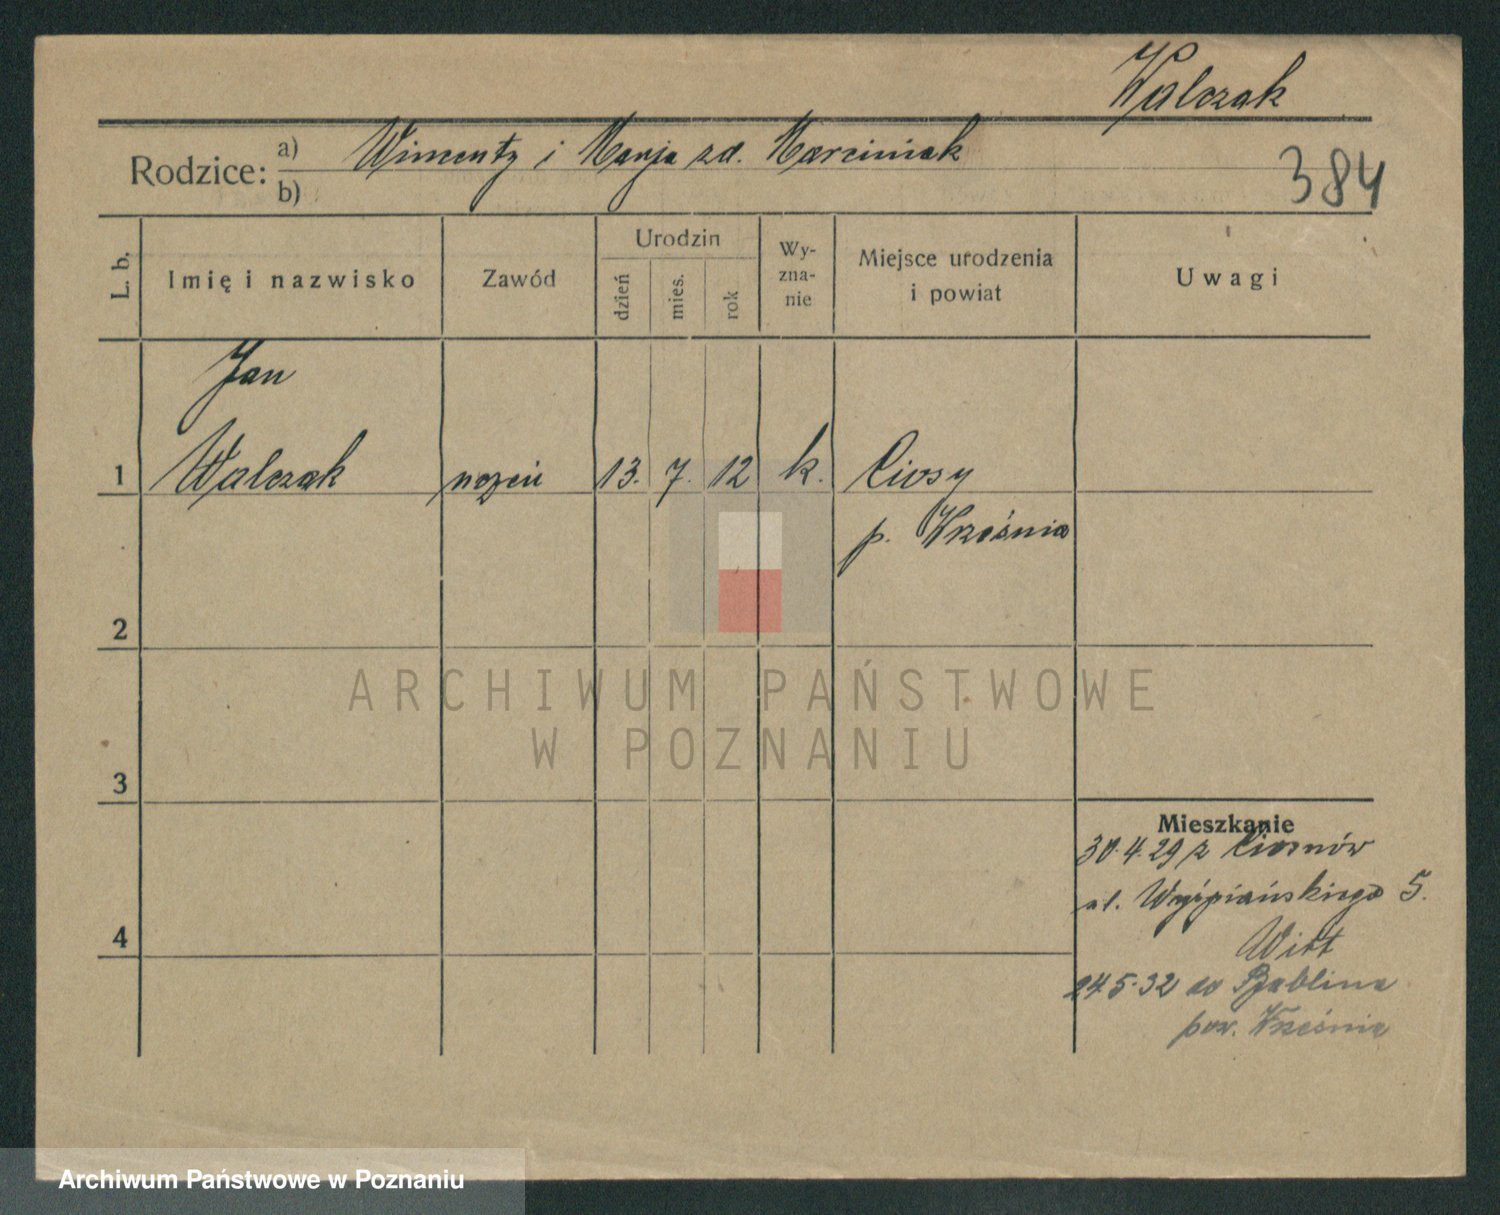 Walczak
Rodzice: a) Wincenty i Marja zd. Marciniak
b)
384
L. b.
Imię i nazwisko
Zawód
Urodzin
dzień
mies.
rok
Wy-
zna-
nie
Miejsce urodzenia
i powiat
Uwagi
Jan
1 Walczak uczeń 13. 7. 12 k. Ciosy
p. Września
2
ARCHIWUM PAŃSTWOWE
W POZNANIU
3
Mieszkanie
30.4.29 z
ul. Wyspiańskiego 5.
Witt
4
24.5.32 do
pow. Września
Archiwum Państwowe w Poznaniu